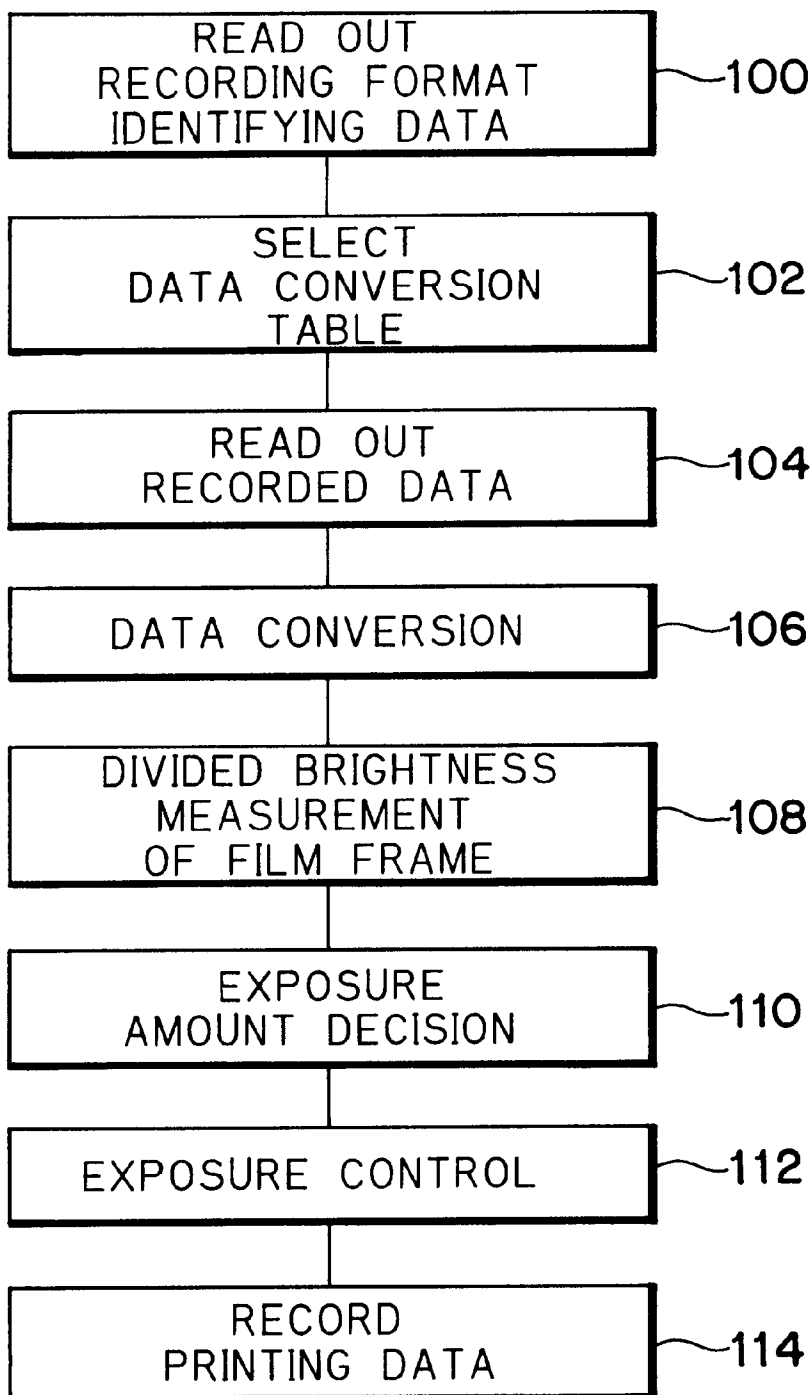 READ OUT
RECORDING FORMAT
IDENTIFYING DATA
100
SELECT
DATA CONVERSION
TABLE
102
READ OUT
RECORDED DATA
104
DATA CONVERSION
106
DIVIDED BRIGHTNESS
MEASUREMENT
OF FILM FRAME
108
EXPOSURE
AMOUNT DECISION
110
EXPOSURE CONTROL
112
RECORD
PRINTING DATA
114